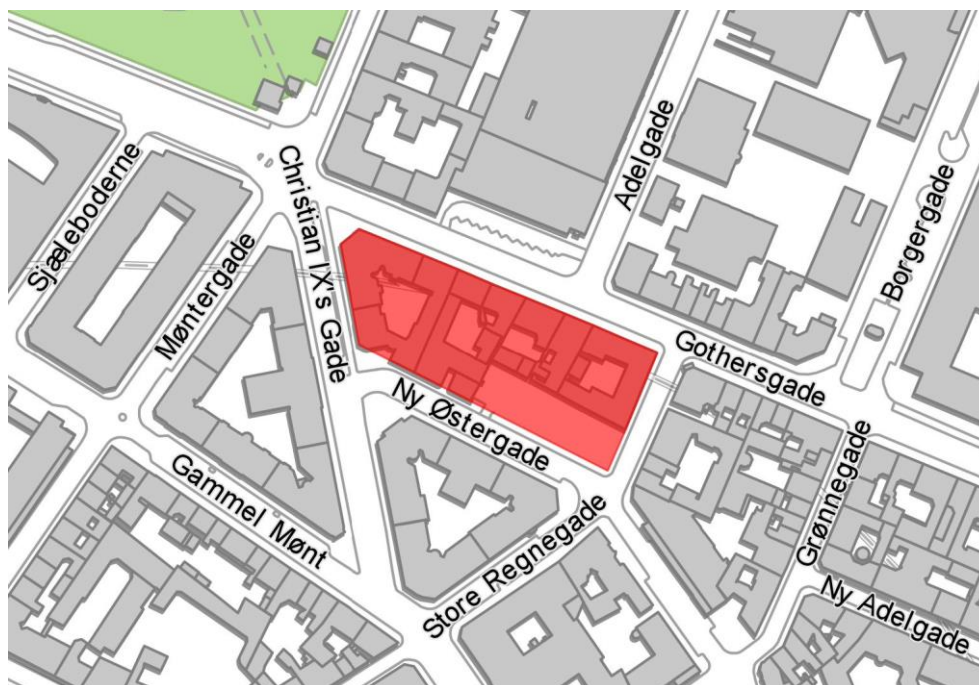 Sjæleboderne
Møntergade
Christian IX's Gade
Adelgade
Borgergade
Gothersgade
Ny Østergade
Gammel Mønt
Store Regnegade
Grønnegade
Ny Adelgade